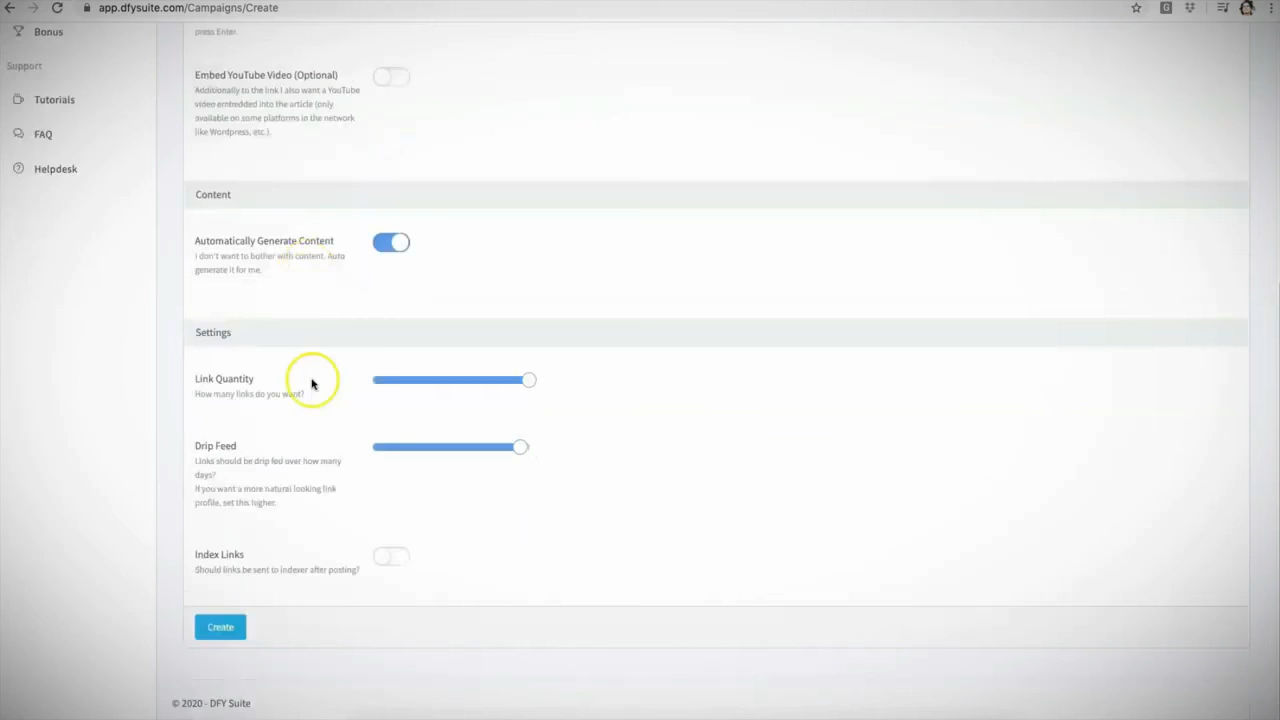 app.dfysuite.com/Campaigns/Create
Bonus
Support
Tutorials
FAQ
Helpdesk
press Enter.
Embed YouTube Video (Optional)
Additionally to the link I also want a YouTube
video embedded into the article (only
available on some platforms in the network
like Wordpress, etc.).
Content
Automatically Generate Content
I don't want to bother with content. Auto
generate it for me.
Settings
Link Quantity
How many links do you want?
Drip Feed
Links should be drip fed over how many
days?
If you want a more natural looking link
profile, set this higher.
Index Links
Should links be sent to indexer after posting?
Create
© 2020 - DFY Suite